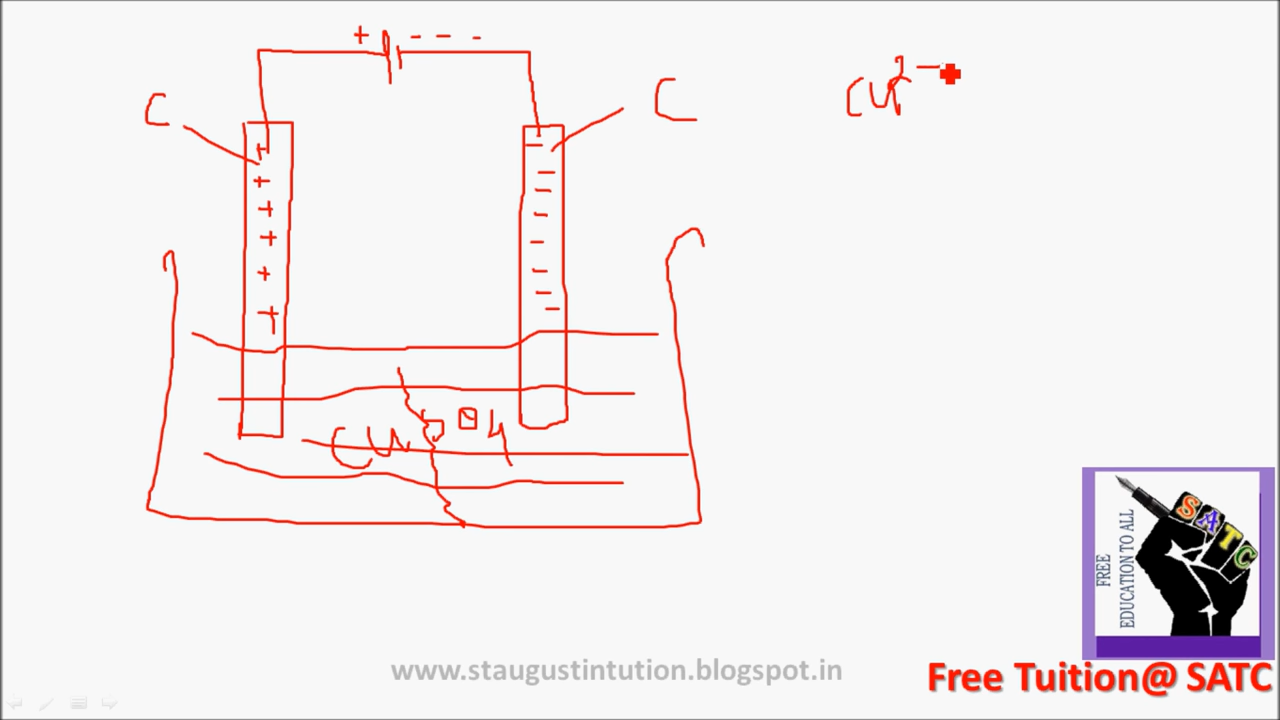 + - - -
C
C
Cu²
+
+
+
+
+
+
-
-
-
-
-
-
-
-
CuSO4
SATC
FREE
EDUCATION TO ALL
www.staugustintution.blogspot.in
Free Tuition@ SATC